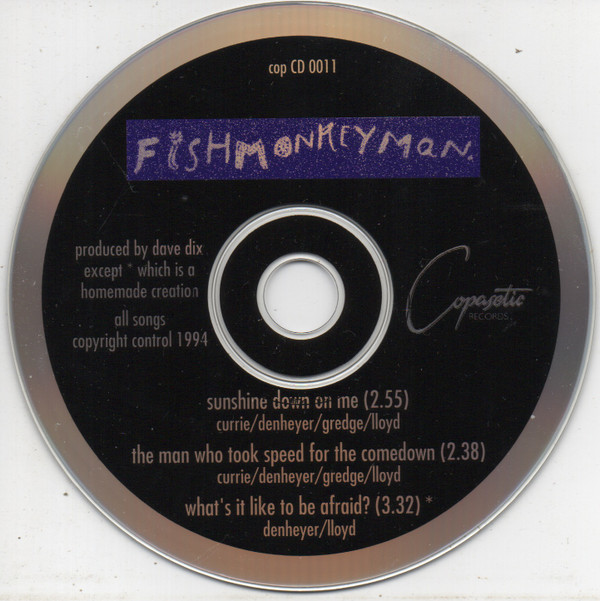 cop CD 0011
FiSHMONKEYMaN.
produced by dave dix
except * which is a
homemade creation
all songs
copyright control 1994
Copasetic
RECORDS
sunshine down on me (2.55)
currie/denheyer/gredge/lloyd
the man who took speed for the comedown (2.38)
currie/denheyer/gredge/lloyd
what's it like to be afraid? (3.32) *
denheyer/lloyd